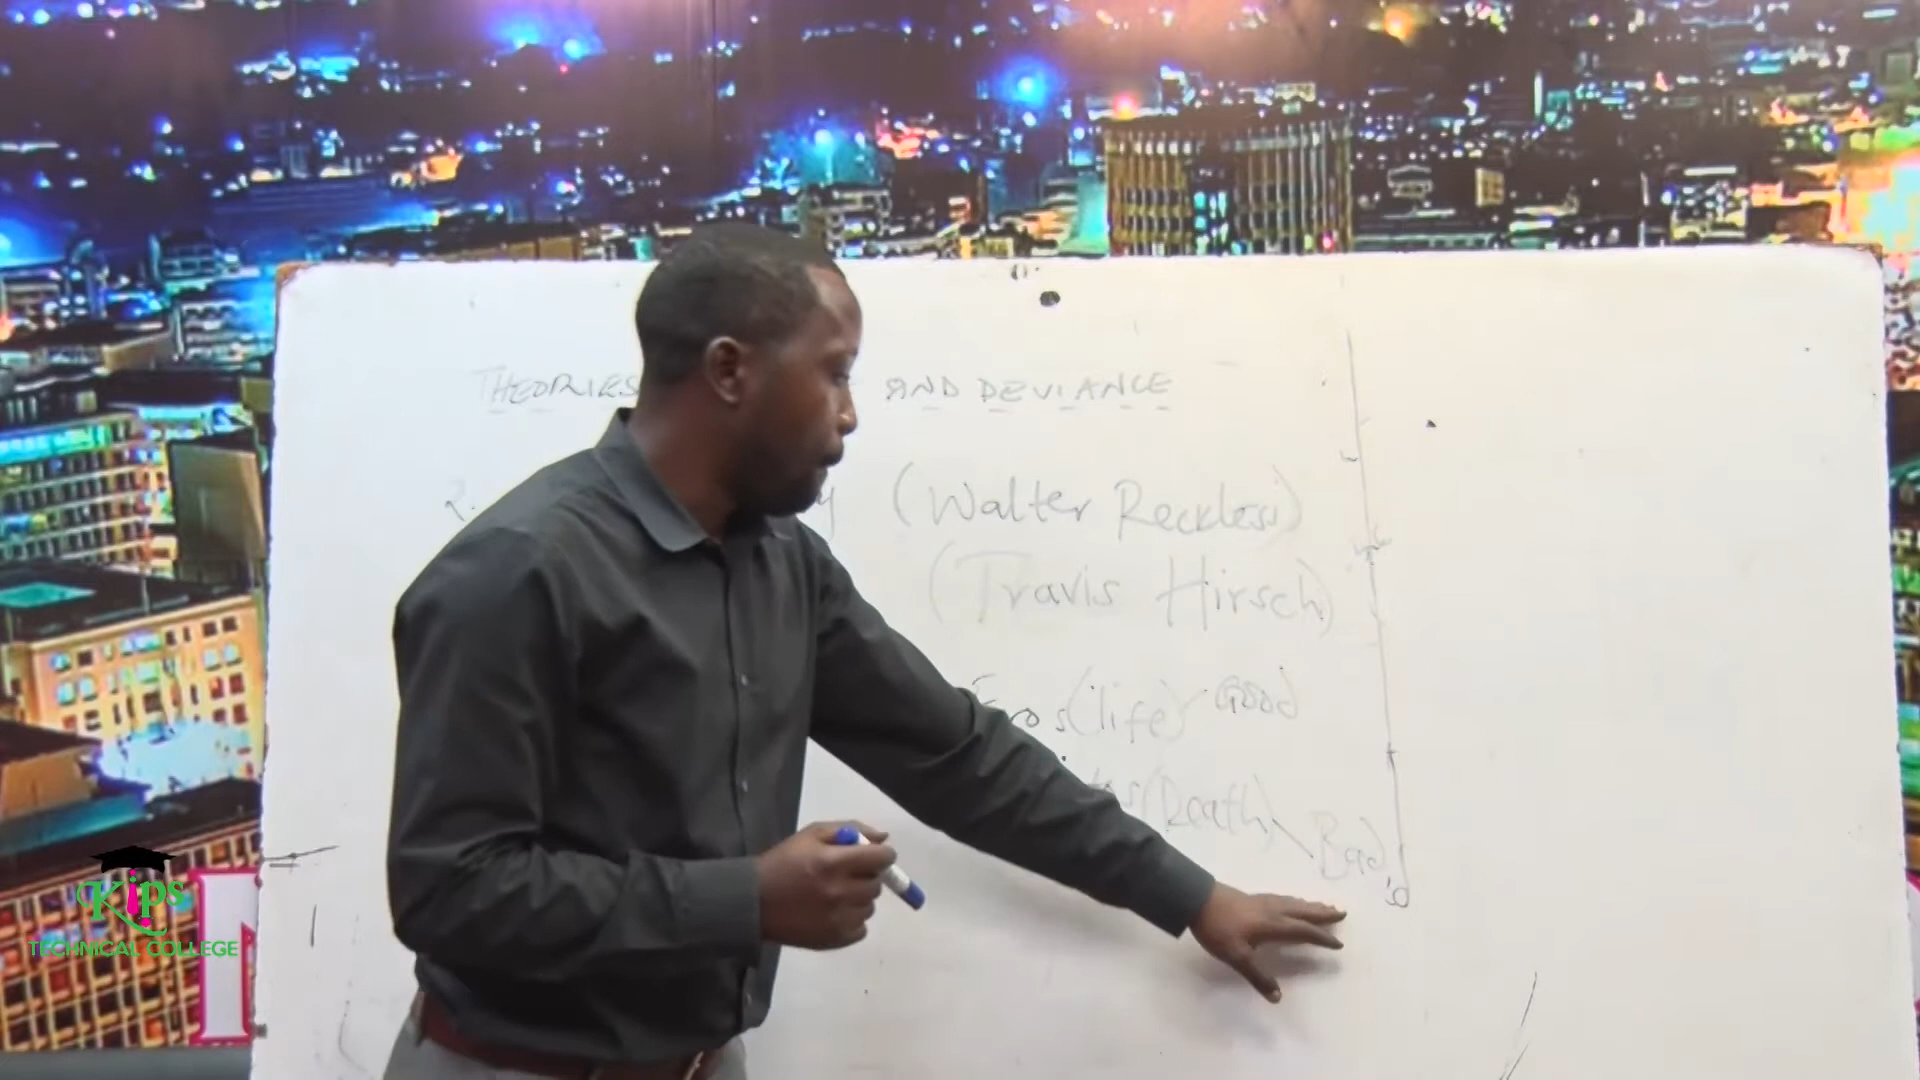 THEORIES AND DEVIANCE
(Walter Reckless)
(Travis Hirsch)
Eros (life) Good
(Death) Bad
Kips
TECHNICAL COLLEGE